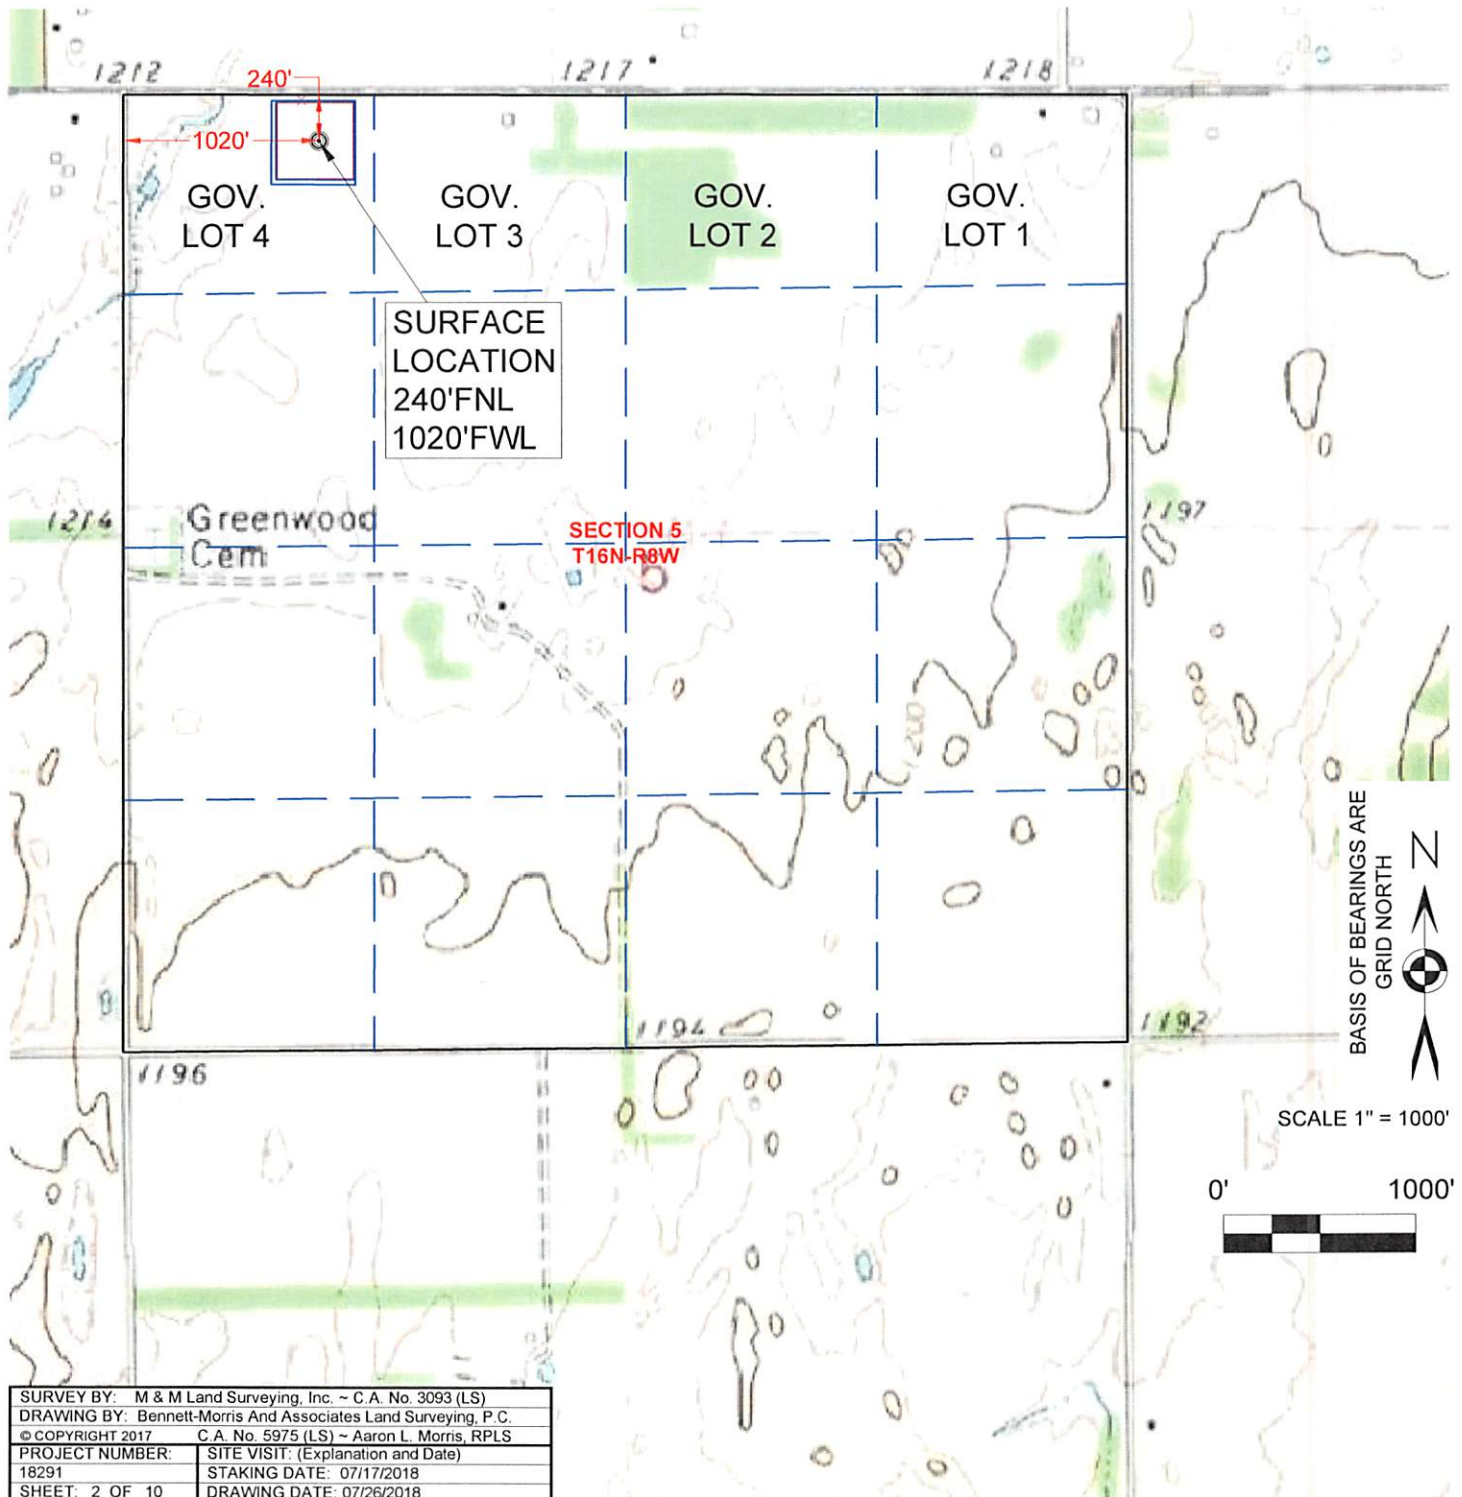 1212
1217
1218
240'
1020'
GOV.
LOT 4
GOV.
LOT 3
GOV.
LOT 2
GOV.
LOT 1
SURFACE
LOCATION
240'FNL
1020'FWL
1214
Greenwood
Cem
SECTION 5
T16N-R8W
1197
1200
1194
1192
1196
BASIS OF BEARINGS ARE
GRID NORTH
N
SCALE 1" = 1000'
0' 1000'
SURVEY BY: M & M Land Surveying, Inc. ~ C.A. No. 3093 (LS)
DRAWING BY: Bennett-Morris And Associates Land Surveying, P.C.
© COPYRIGHT 2017 C.A. No. 5975 (LS) ~ Aaron L. Morris, RPLS
PROJECT NUMBER: SITE VISIT: (Explanation and Date)
18291 STAKING DATE: 07/17/2018
SHEET: 2 OF 10 DRAWING DATE: 07/26/2018